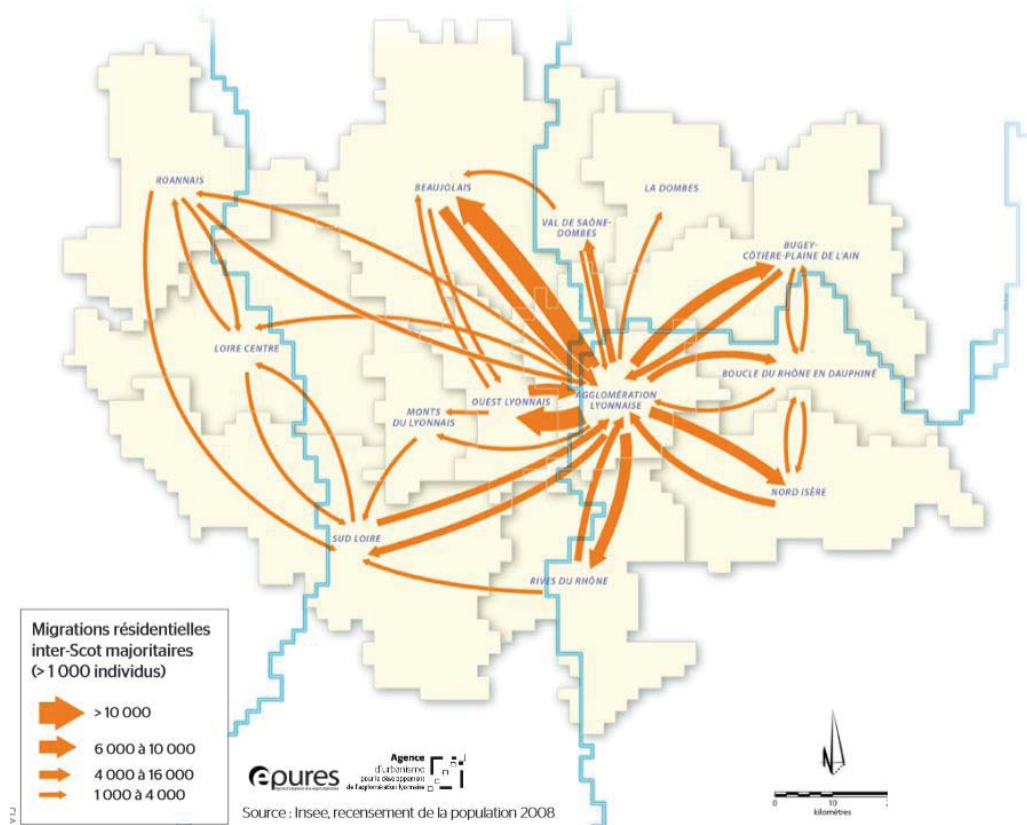 ROANNAIS
BEAUJOLAIS
LA DOMBES
VAL DE SAÔNE-
DOMBES
BUGEY-
CÔTIÈRE-PLAINE DE L'AIN
LOIRE CENTRE
BOUCLE DU RHÔNE EN DAUPHINÉ
OUEST LYONNAIS
AGGLOMÉRATION
LYONNAISE
MONTS
DU LYONNAIS
NORD ISÈRE
SUD LOIRE
RIVES DU RHÔNE
Migrations résidentielles
inter-Scot majoritaires
(> 1 000 individus)
> 10 000
6 000 à 10 000
4 000 à 16 000
1 000 à 4 000
epures
Agence
d'urbanisme
pour le développement
de l'agglomération lyonnaise
Source : Insee, recensement de la population 2008
N
0 10
kilomètres